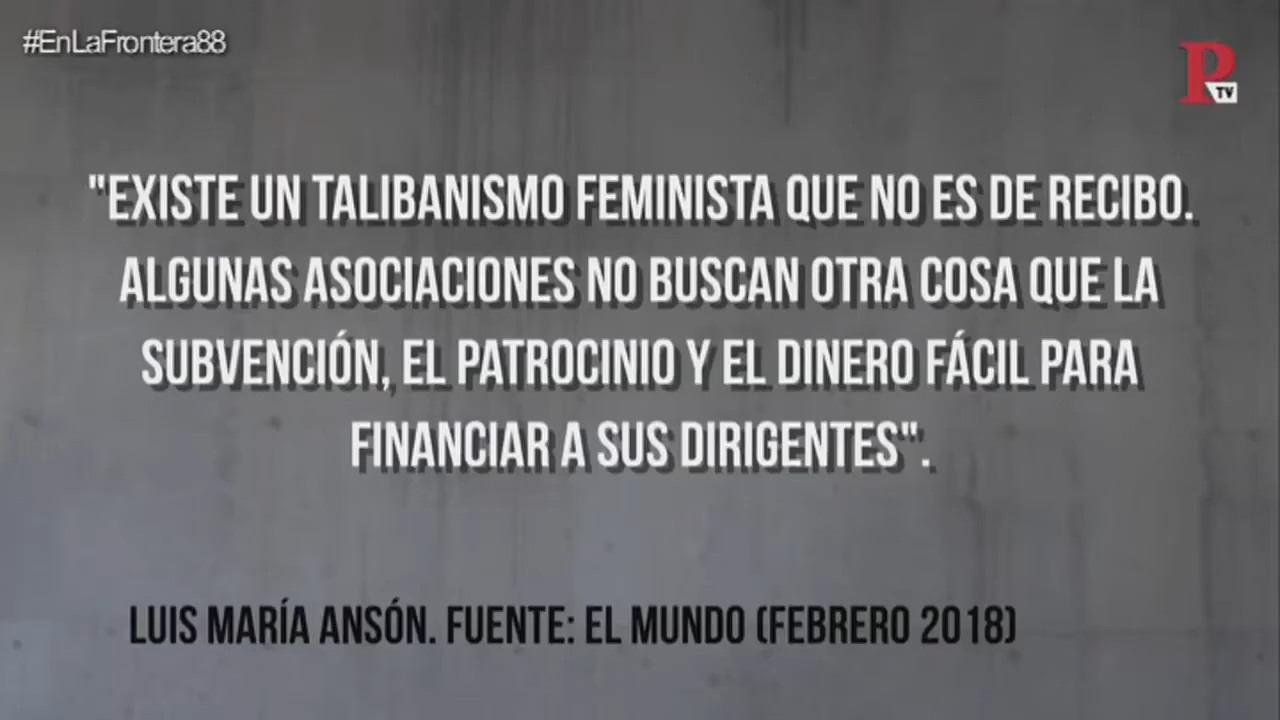 #EnLaFrontera88
P
TV
"EXISTE UN TALIBANISMO FEMINISTA QUE NO ES DE RECIBO.
ALGUNAS ASOCIACIONES NO BUSCAN OTRA COSA QUE LA
SUBVENCIÓN, EL PATROCINIO Y EL DINERO FÁCIL PARA
FINANCIAR A SUS DIRIGENTES".
LUIS MARÍA ANSÓN. FUENTE: EL MUNDO (FEBRERO 2018)